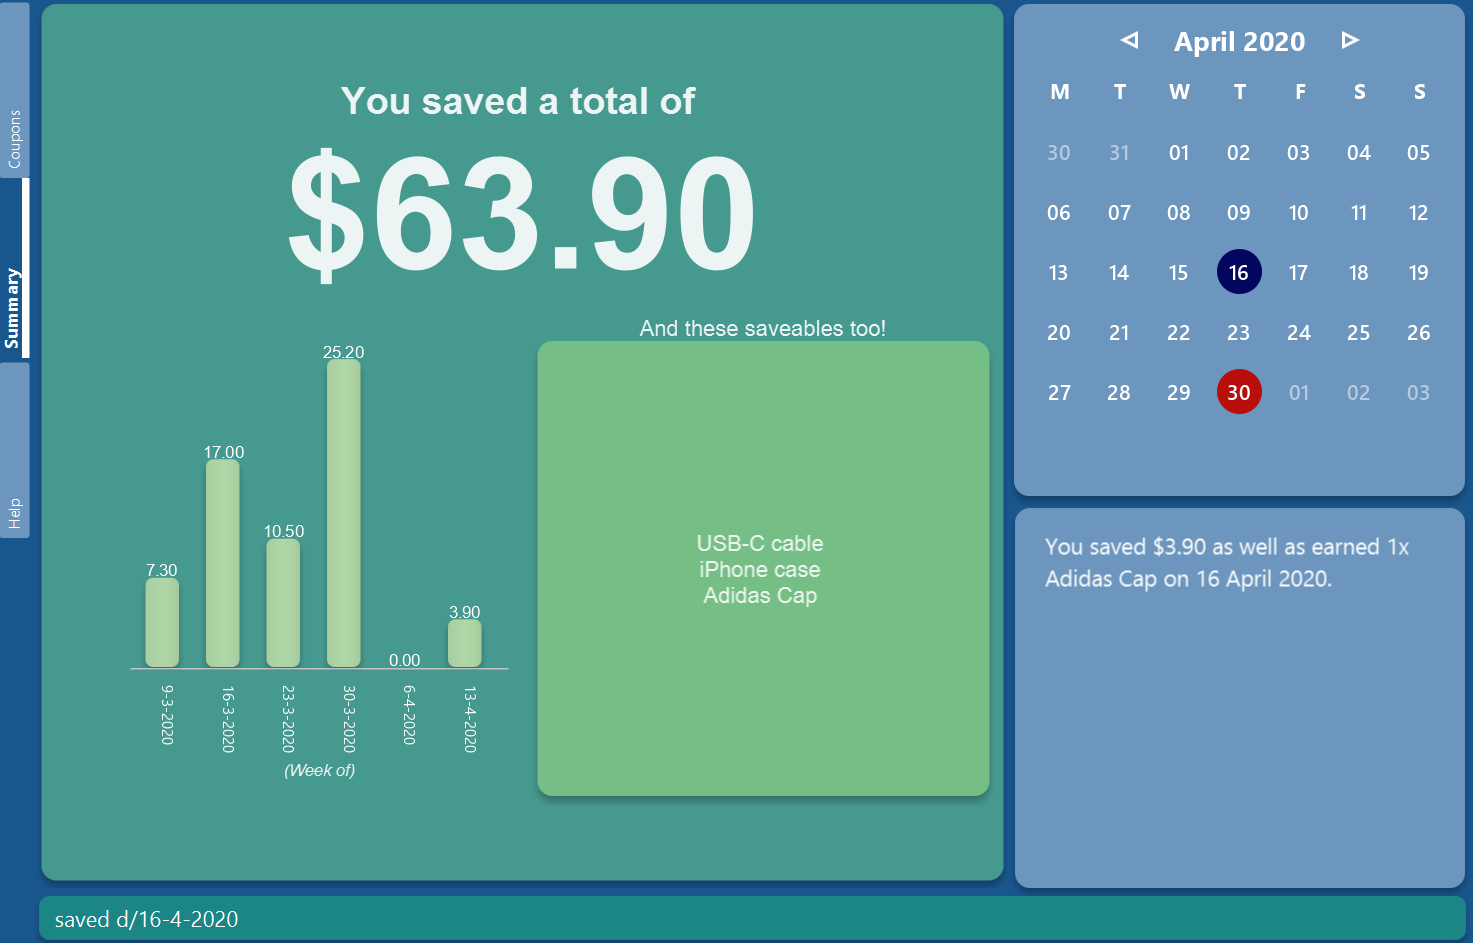 Coupons
Summary
Help
You saved a total of
$63.90
25.20
17.00
10.50
7.30
3.90
0.00
9-3-2020
16-3-2020
23-3-2020
30-3-2020
6-4-2020
13-4-2020
(Week of)
And these saveables too!
USB-C cable
iPhone case
Adidas Cap
April 2020
M T W T F S S
30 31 01 02 03 04 05
06 07 08 09 10 11 12
13 14 15 16 17 18 19
20 21 22 23 24 25 26
27 28 29 30 01 02 03
You saved $3.90 as well as earned 1x
Adidas Cap on 16 April 2020.
saved d/16-4-2020